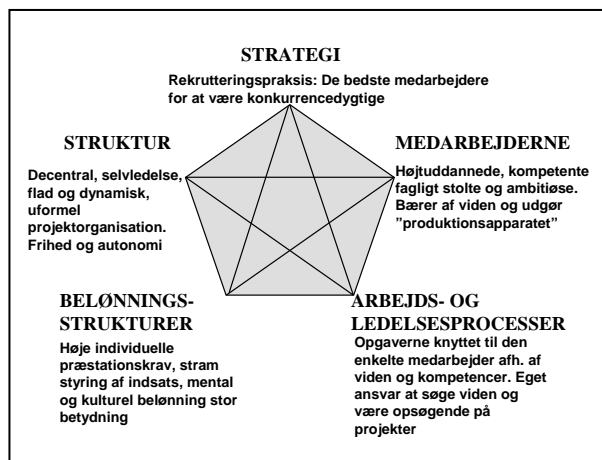 STRATEGI
Rekrutteringspraksis: De bedste medarbejdere
for at være konkurrencedygtige
STRUKTUR
Decentral, selvledelse,
flad og dynamisk,
uformel
projektorganisation.
Frihed og autonomi
MEDARBEJDERNE
Højtuddannede, kompetente
fagligt stolte og ambitiøse.
Bærer af viden og udgør
”produktionsapparatet”
BELØNNINGS-
STRUKTURER
Høje individuelle
præstationskrav, stram
styring af indsats, mental
og kulturel belønning stor
betydning
ARBEJDS- OG
LEDELSESPROCESSER
Opgaverne knyttet til den
enkelte medarbejder afh. af
viden og kompetencer. Eget
ansvar at søge viden og
være opsøgende på
projekter